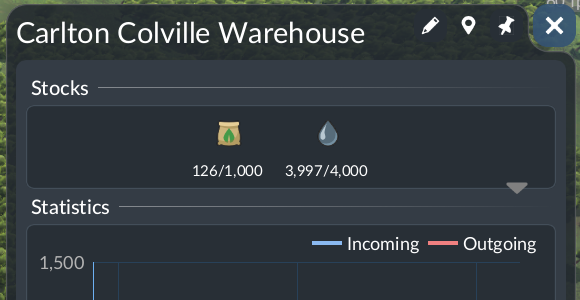 Carlton Colville Warehouse
Stocks
126/1,000 3,997/4,000
Statistics
Incoming Outgoing
1,500